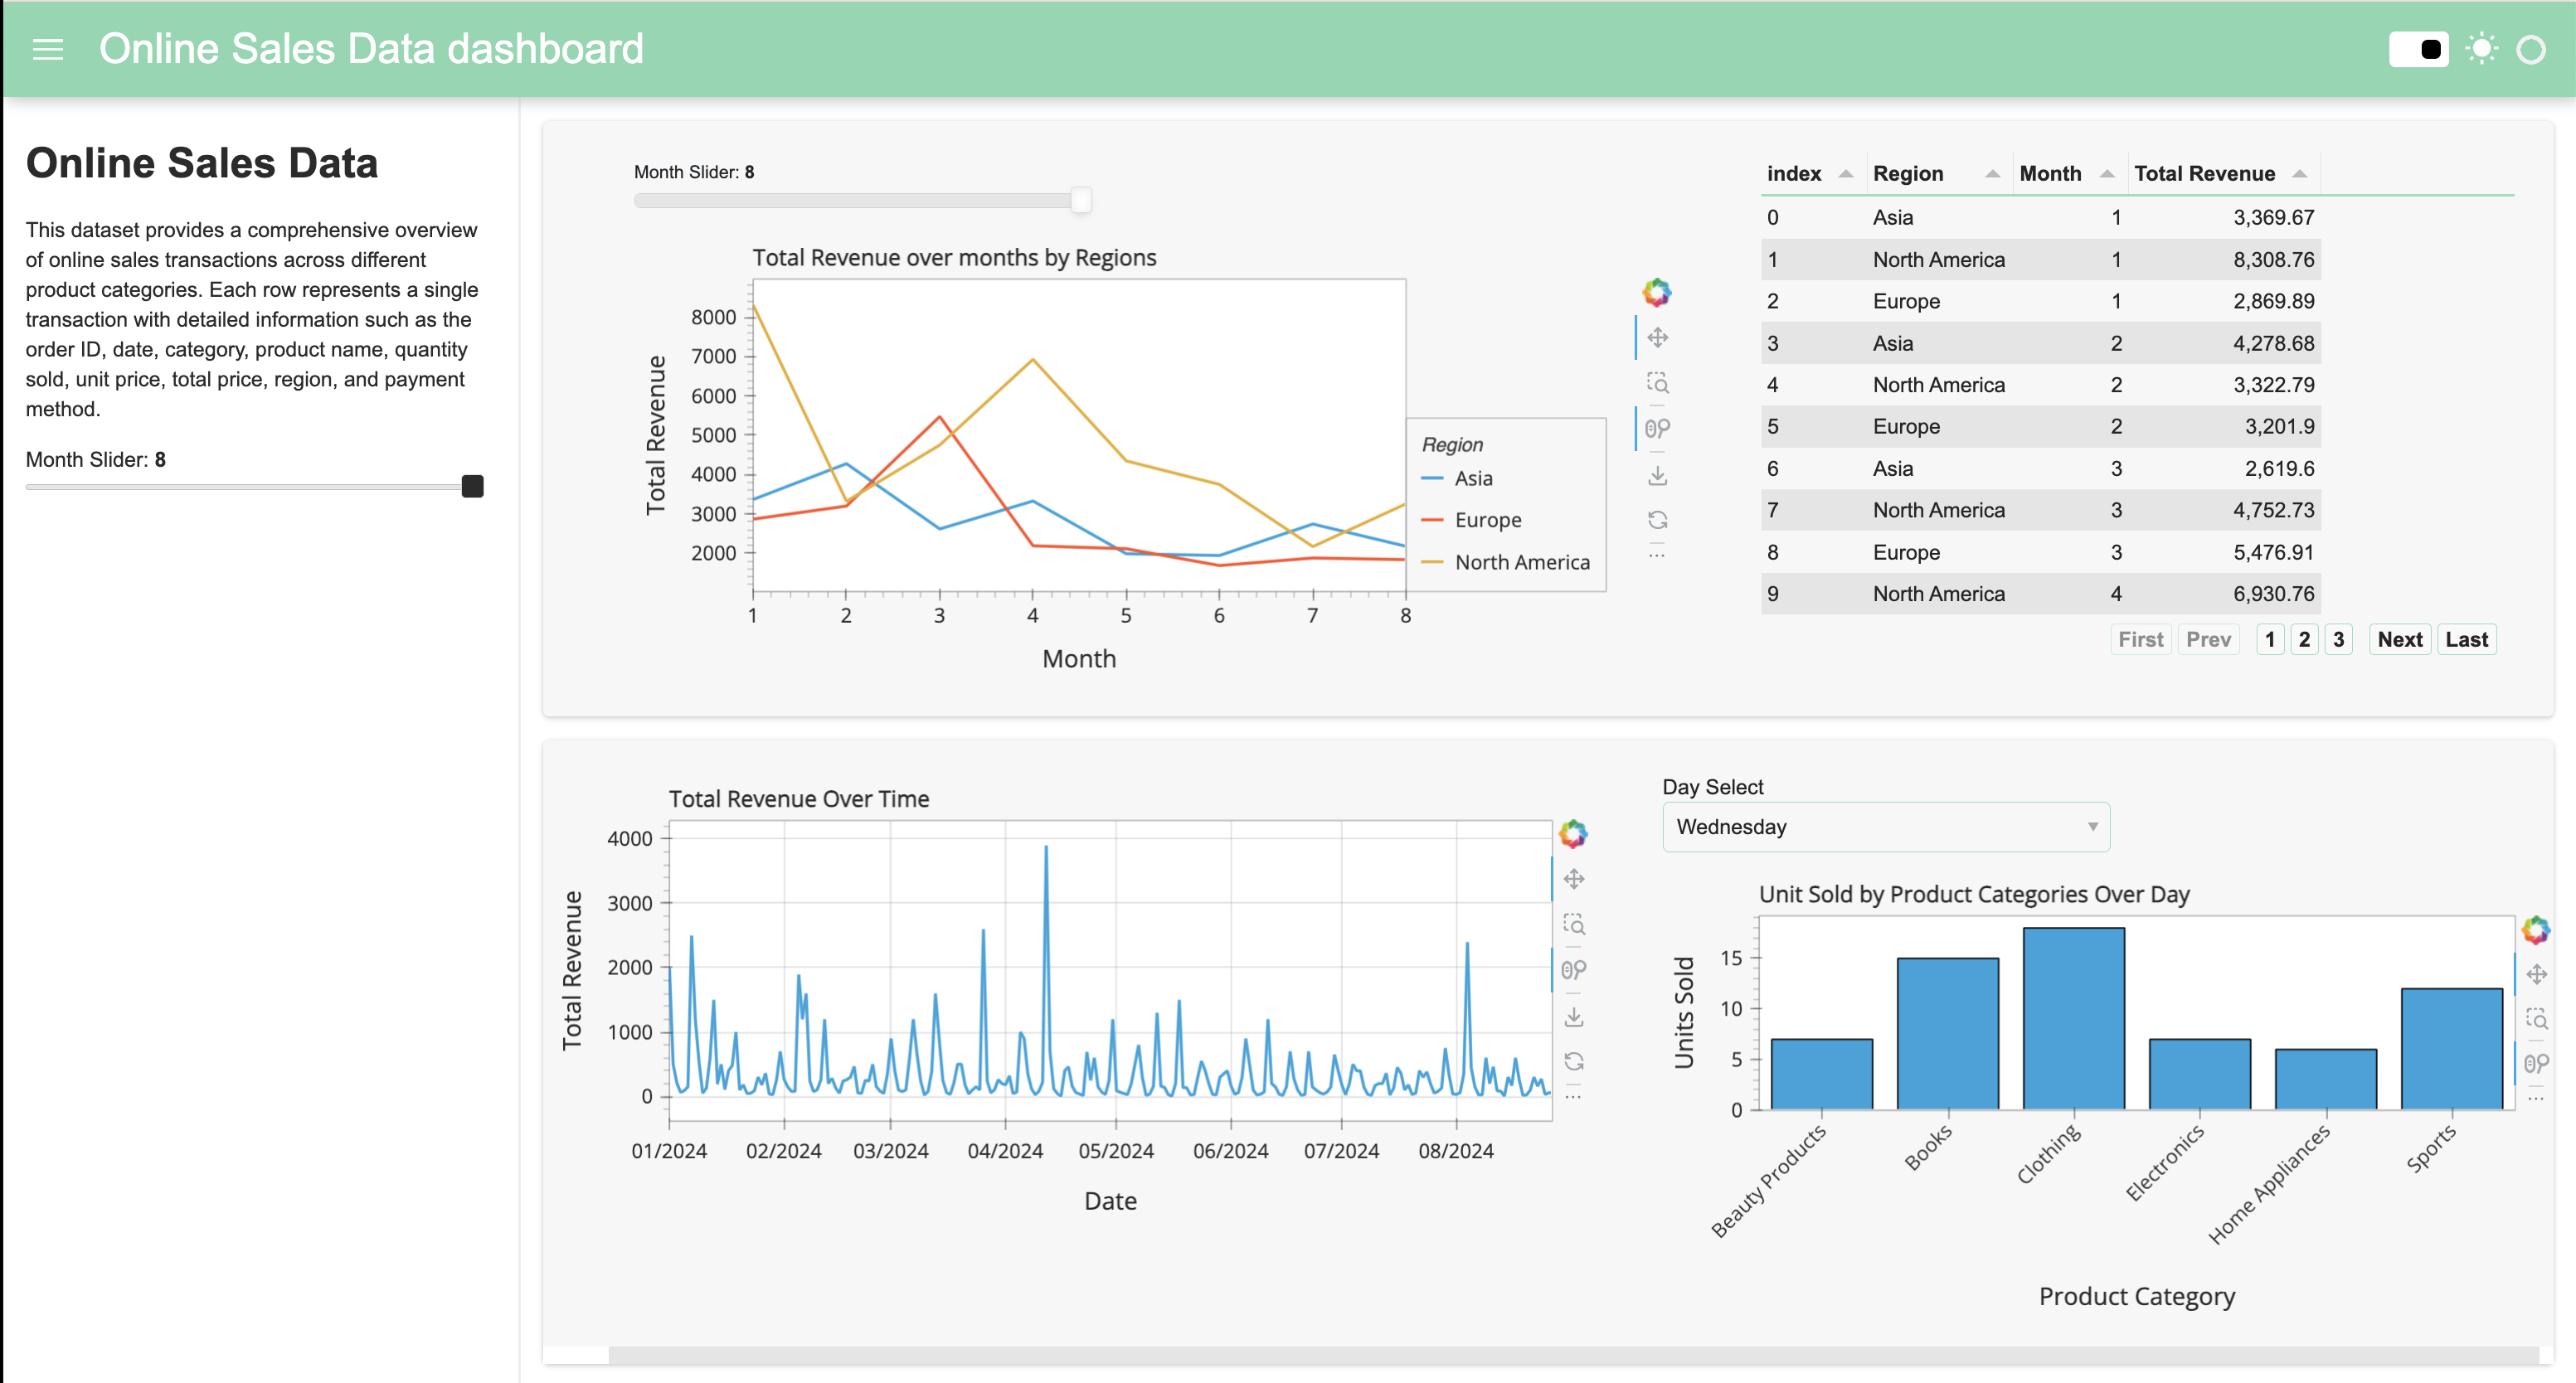 Online Sales Data dashboard
Online Sales Data
This dataset provides a comprehensive overview
of online sales transactions across different
product categories. Each row represents a single
transaction with detailed information such as the
order ID, date, category, product name, quantity
sold, unit price, total price, region, and payment
method.
Month Slider: 8
Month Slider: 8
Total Revenue over months by Regions
Total Revenue
8000
7000
6000
5000
4000
3000
2000
1 2 3 4 5 6 7 8
Month
Region
Asia
Europe
North America
index Region Month Total Revenue
0 Asia 1 3,369.67
1 North America 1 8,308.76
2 Europe 1 2,869.89
3 Asia 2 4,278.68
4 North America 2 3,322.79
5 Europe 2 3,201.9
6 Asia 3 2,619.6
7 North America 3 4,752.73
8 Europe 3 5,476.91
9 North America 4 6,930.76
First Prev 1 2 3 Next Last
Total Revenue Over Time
Total Revenue
4000
3000
2000
1000
0
01/2024 02/2024 03/2024 04/2024 05/2024 06/2024 07/2024 08/2024
Date
Day Select
Wednesday
Unit Sold by Product Categories Over Day
Units Sold
15
10
5
0
Beauty Products
Books
Clothing
Electronics
Home Appliances
Sports
Product Category